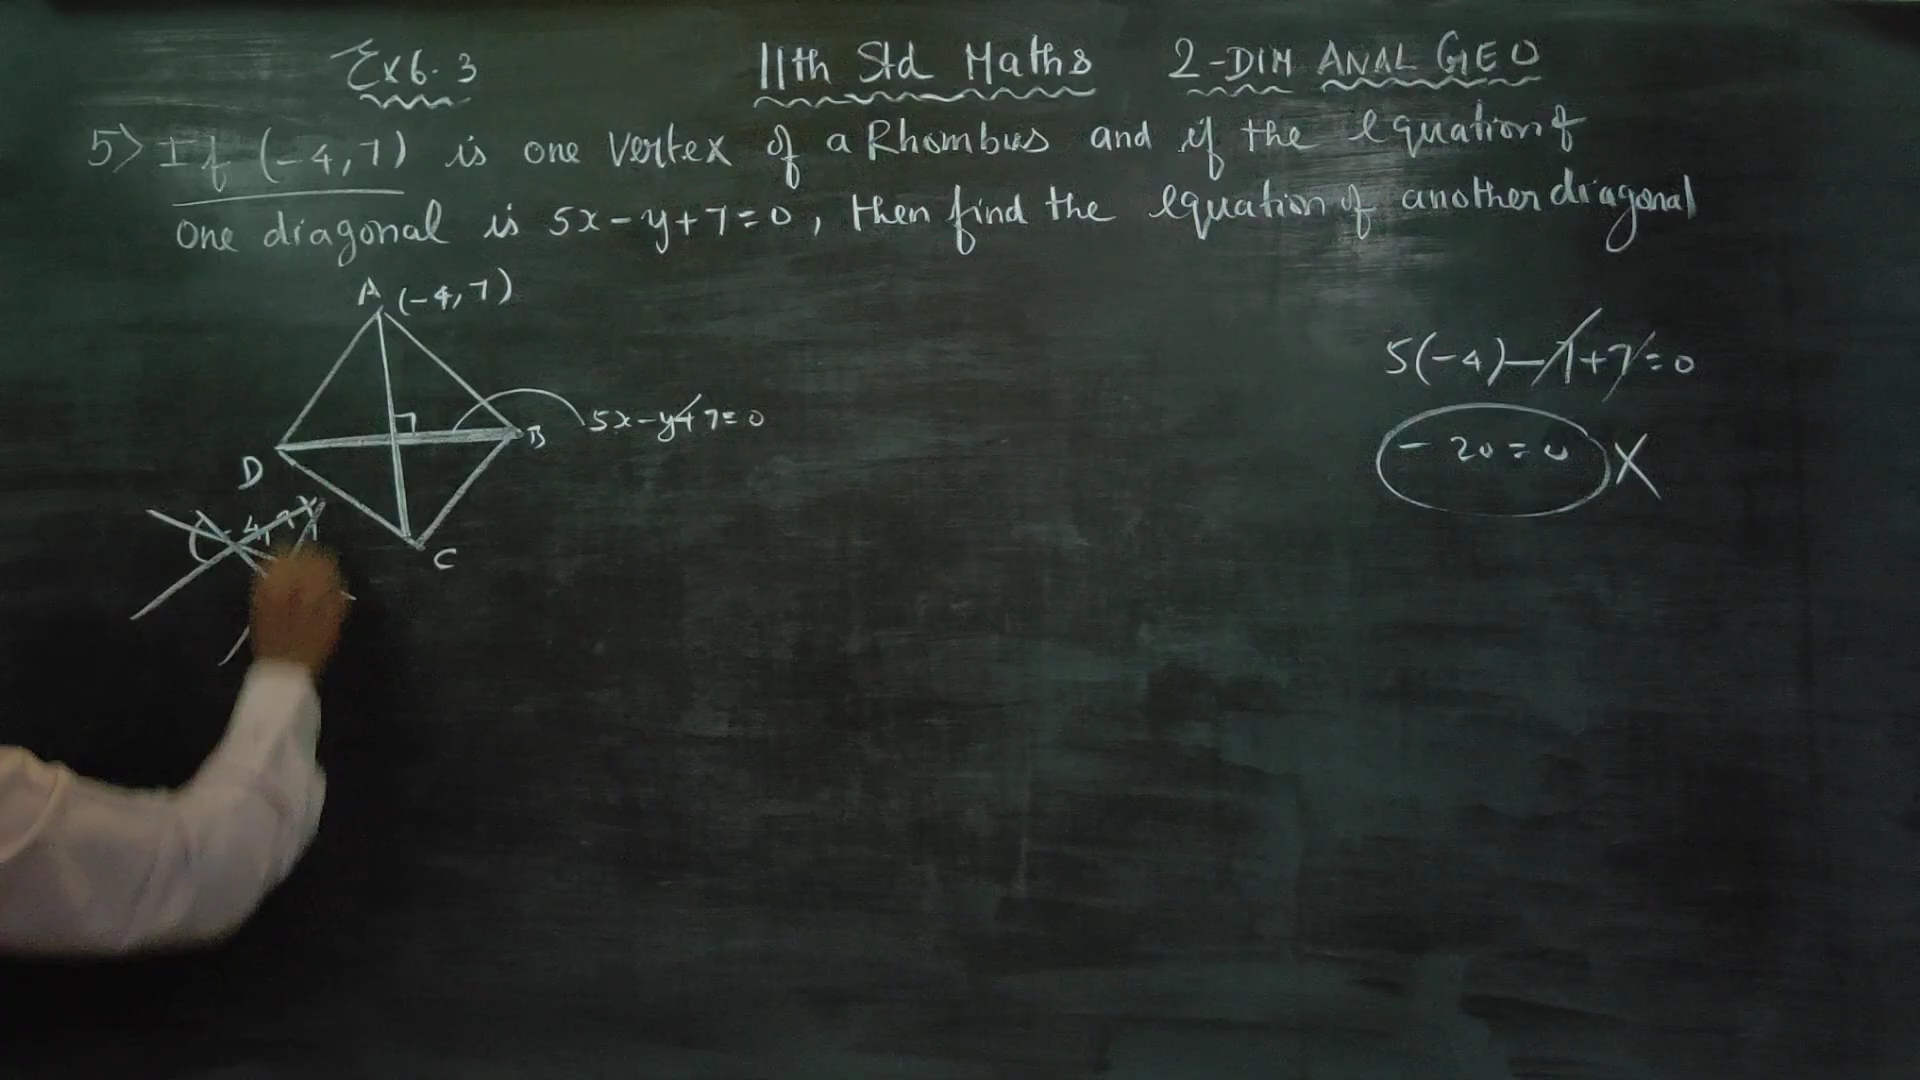 Ex 6.3 11th Std Maths 2-DIM ANAL GEO
5) If (-4,7) is one vertex of a Rhombus and if the equation of
one diagonal is 5x-y+7=0, then find the equation of another diagonal
A (-4,7)
5(-4)-7+7=0
5x-y+7=0
B
-20=0 X
D
(-4,7)
C